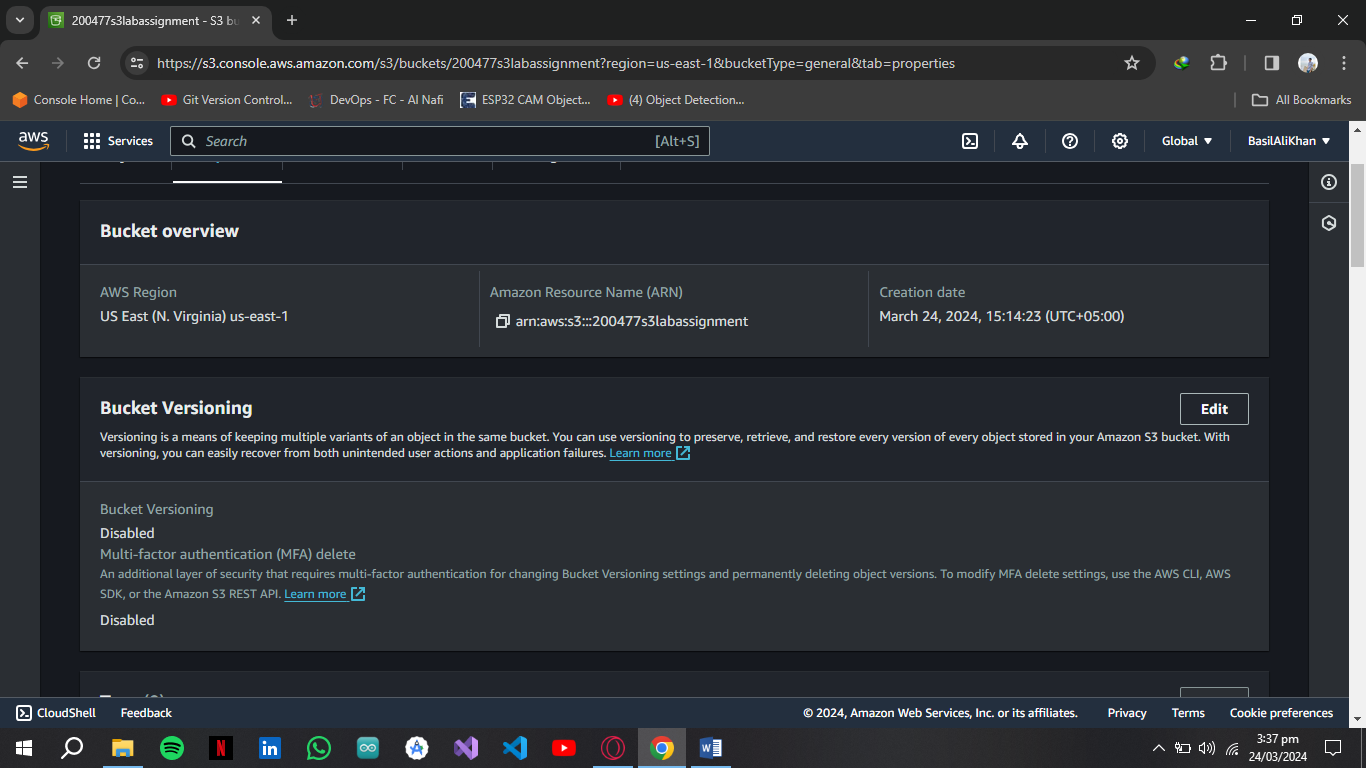 200477s3labassignment - S3 bu
https://s3.console.aws.amazon.com/s3/buckets/200477s3labassignment?region=us-east-1&bucketType=general&tab=properties
Console Home | Co...
Git Version Control...
DevOps - FC - Al Nafi
ESP32 CAM Object...
(4) Object Detection...
All Bookmarks
aws
Services
Search
[Alt+S]
Global
BasilAliKhan
Bucket overview
AWS Region
US East (N. Virginia) us-east-1
Amazon Resource Name (ARN)
arn:aws:s3:::200477s3labassignment
Creation date
March 24, 2024, 15:14:23 (UTC+05:00)
Bucket Versioning
Edit
Versioning is a means of keeping multiple variants of an object in the same bucket. You can use versioning to preserve, retrieve, and restore every version of every object stored in your Amazon S3 bucket. With
versioning, you can easily recover from both unintended user actions and application failures. Learn more
Bucket Versioning
Disabled
Multi-factor authentication (MFA) delete
An additional layer of security that requires multi-factor authentication for changing Bucket Versioning settings and permanently deleting object versions. To modify MFA delete settings, use the AWS CLI, AWS
SDK, or the Amazon S3 REST API. Learn more
Disabled
CloudShell
Feedback
© 2024, Amazon Web Services, Inc. or its affiliates.
Privacy
Terms
Cookie preferences
3:37 pm
24/03/2024